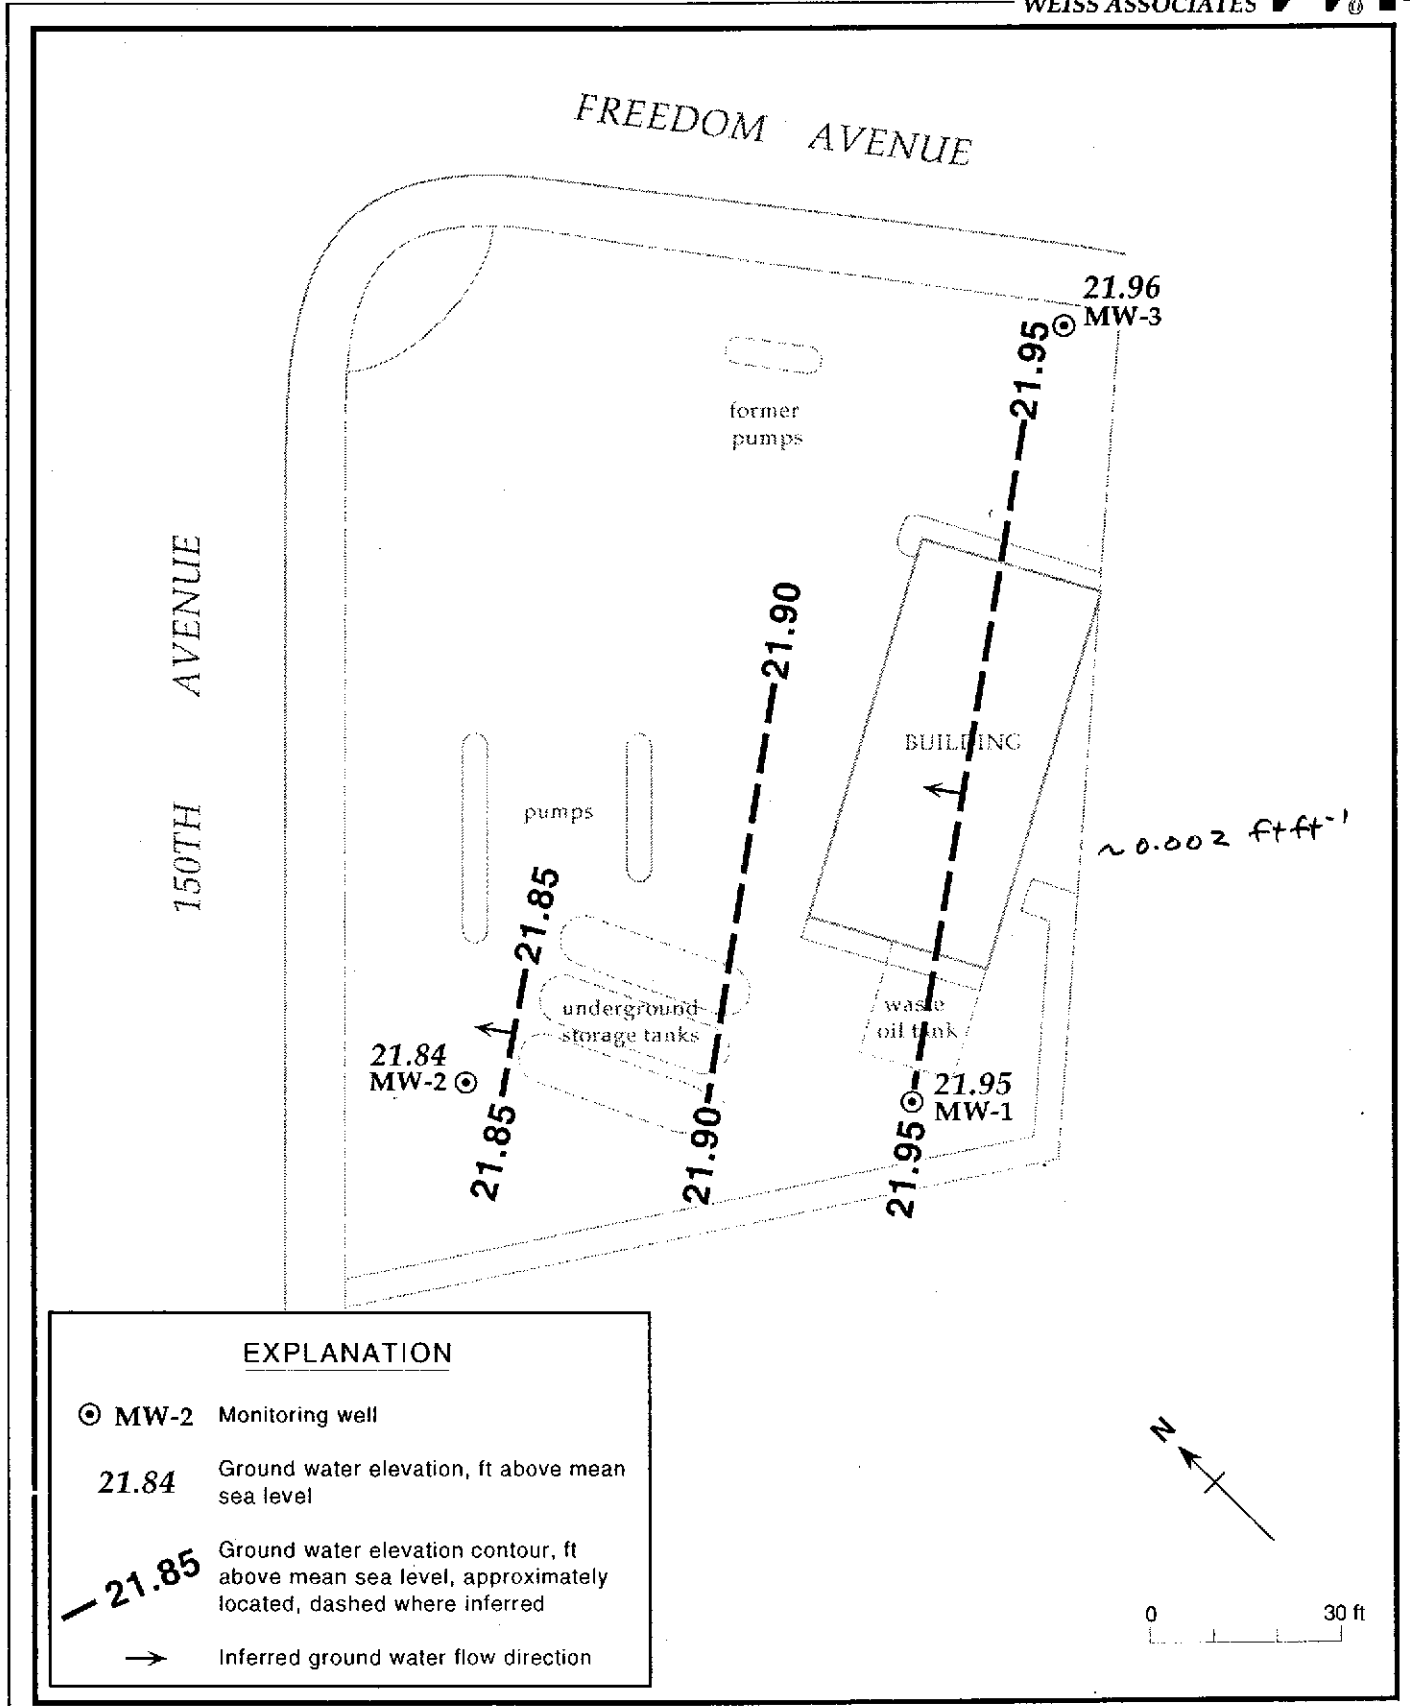 WEISS ASSOCIATES
FREEDOM AVENUE
21.96
MW-3
21.95
former
pumps
150TH AVENUE
21.90
BUILDING
pumps
~0.002 ft ft-1
21.85
underground
storage tanks
waste
oil tank
21.84
MW-2
21.95
MW-1
21.85
21.90
21.95
EXPLANATION
MW-2 Monitoring well
21.84 Ground water elevation, ft above mean
sea level
21.85 Ground water elevation contour, ft
above mean sea level, approximately
located, dashed where inferred
Inferred ground water flow direction
N
0 30 ft